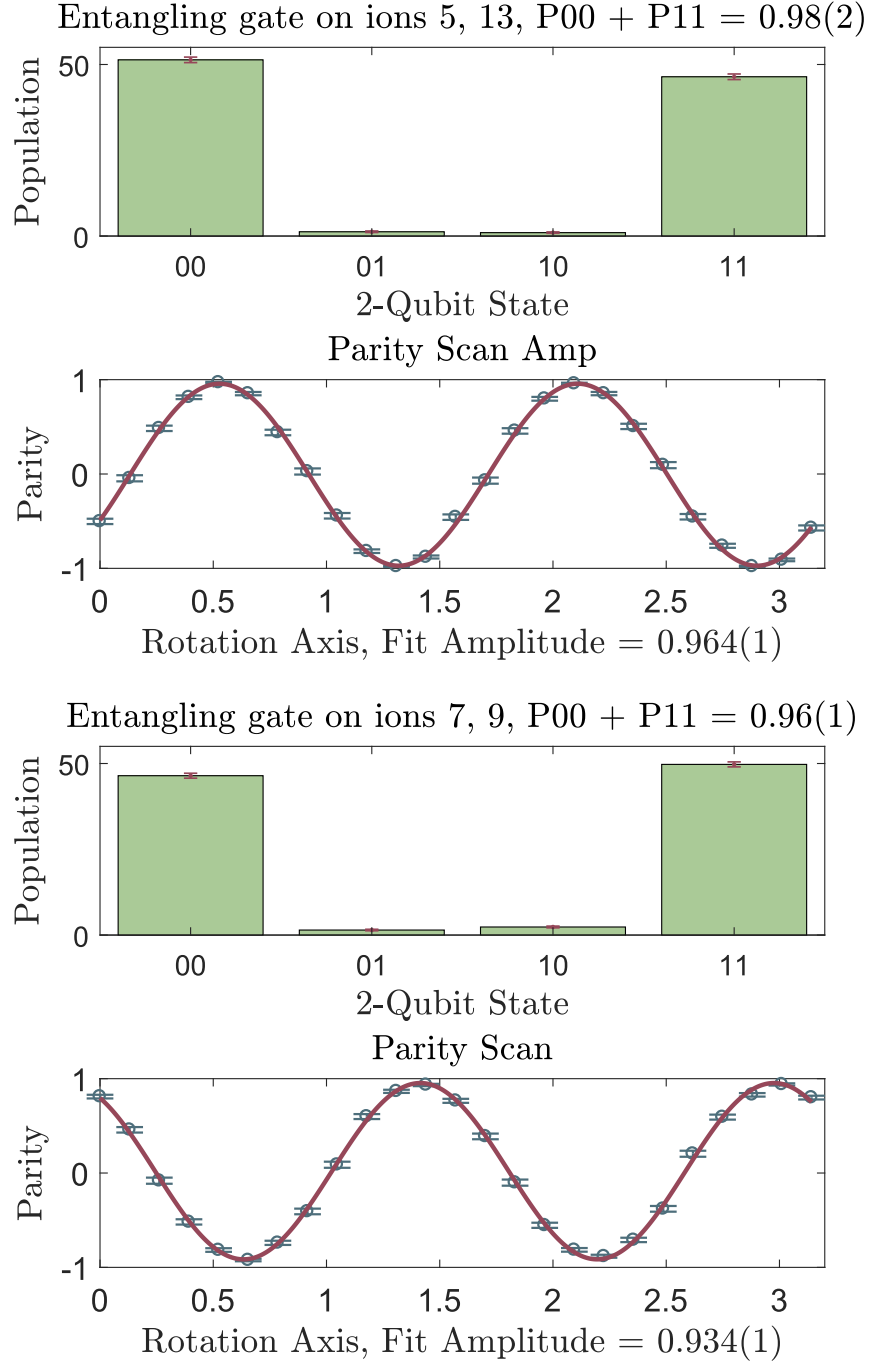 Entangling gate on ions 5, 13, P00 + P11 = 0.98(2)
Population
50
0
00 01 10 11
2-Qubit State
Parity Scan Amp
Parity
1
0
-1
0 0.5 1 1.5 2 2.5 3
Rotation Axis, Fit Amplitude = 0.964(1)
Entangling gate on ions 7, 9, P00 + P11 = 0.96(1)
Population
50
0
00 01 10 11
2-Qubit State
Parity Scan
Parity
1
0
-1
0 0.5 1 1.5 2 2.5 3
Rotation Axis, Fit Amplitude = 0.934(1)